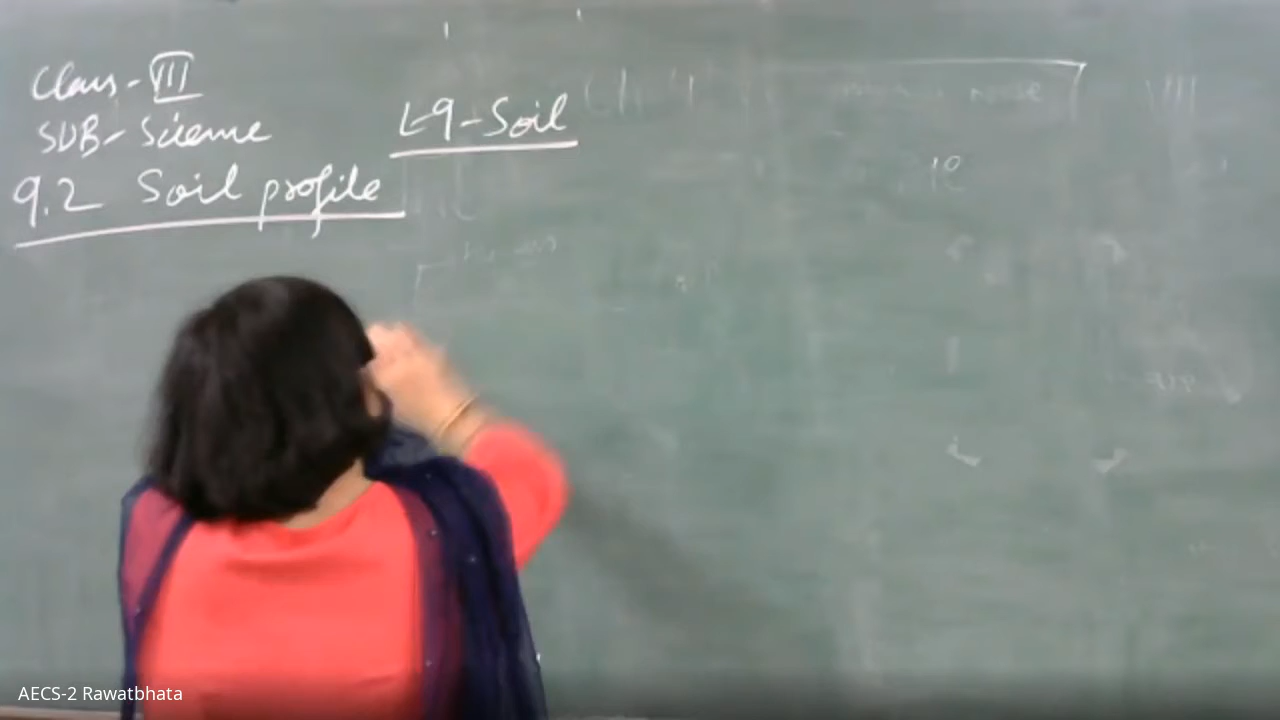 Class - VII
SUB - Science
L-9 - Soil
9.2 Soil profile
AECS-2 Rawatbhata